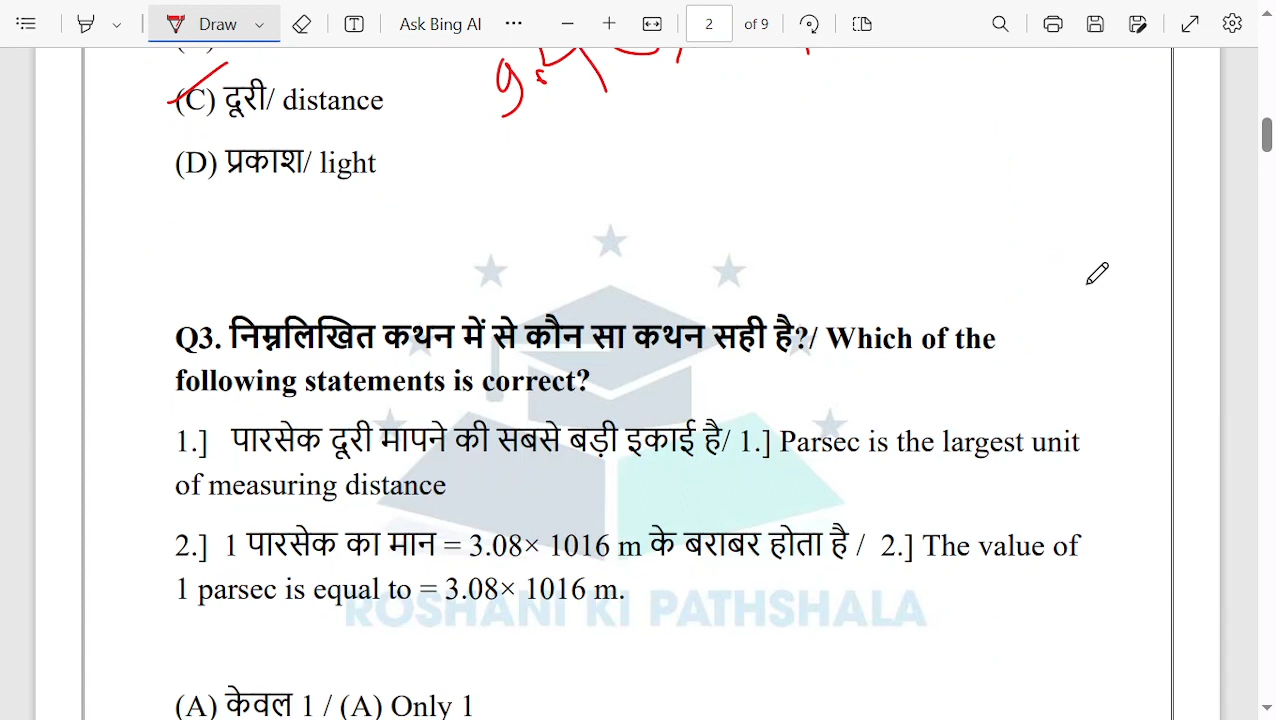 Draw
Ask Bing AI
2 of 9
(C) दूरी/ distance
(D) प्रकाश/ light
Q3. निम्नलिखित कथन में से कौन सा कथन सही है?/ Which of the
following statements is correct?
1.] पारसेक दूरी मापने की सबसे बड़ी इकाई है/ 1.] Parsec is the largest unit
of measuring distance
2.] 1 पारसेक का मान = 3.08× 1016 m के बराबर होता है / 2.] The value of
1 parsec is equal to = 3.08× 1016 m.
ROSHANI KI PATHSHALA
(A) केवल 1 / (A) Only 1